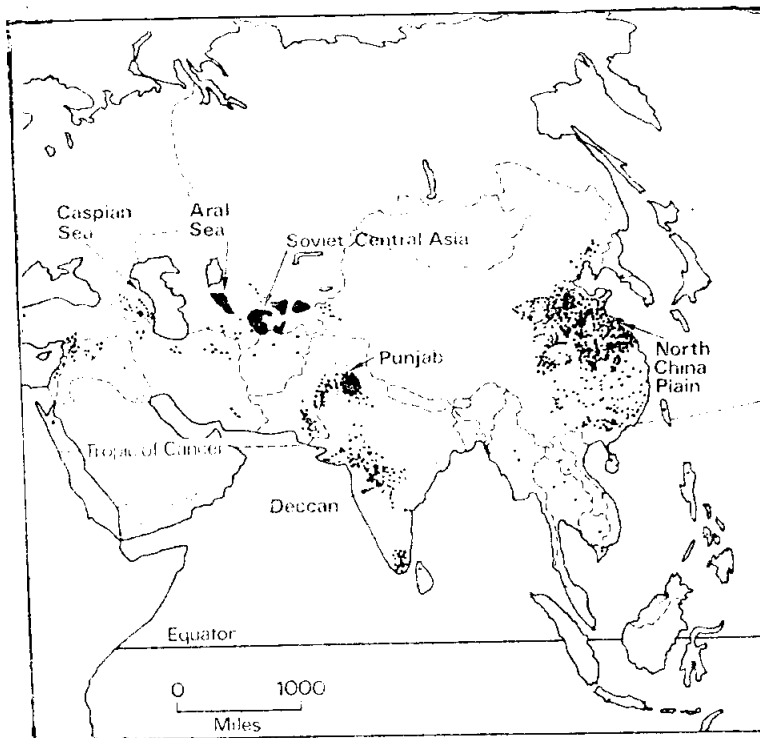 Caspian
Sea
Aral
Sea
Soviet Central Asia
Punjab
North
China
Plain
Tropic of Cancer
Deccan
Equator
0 1000
Miles